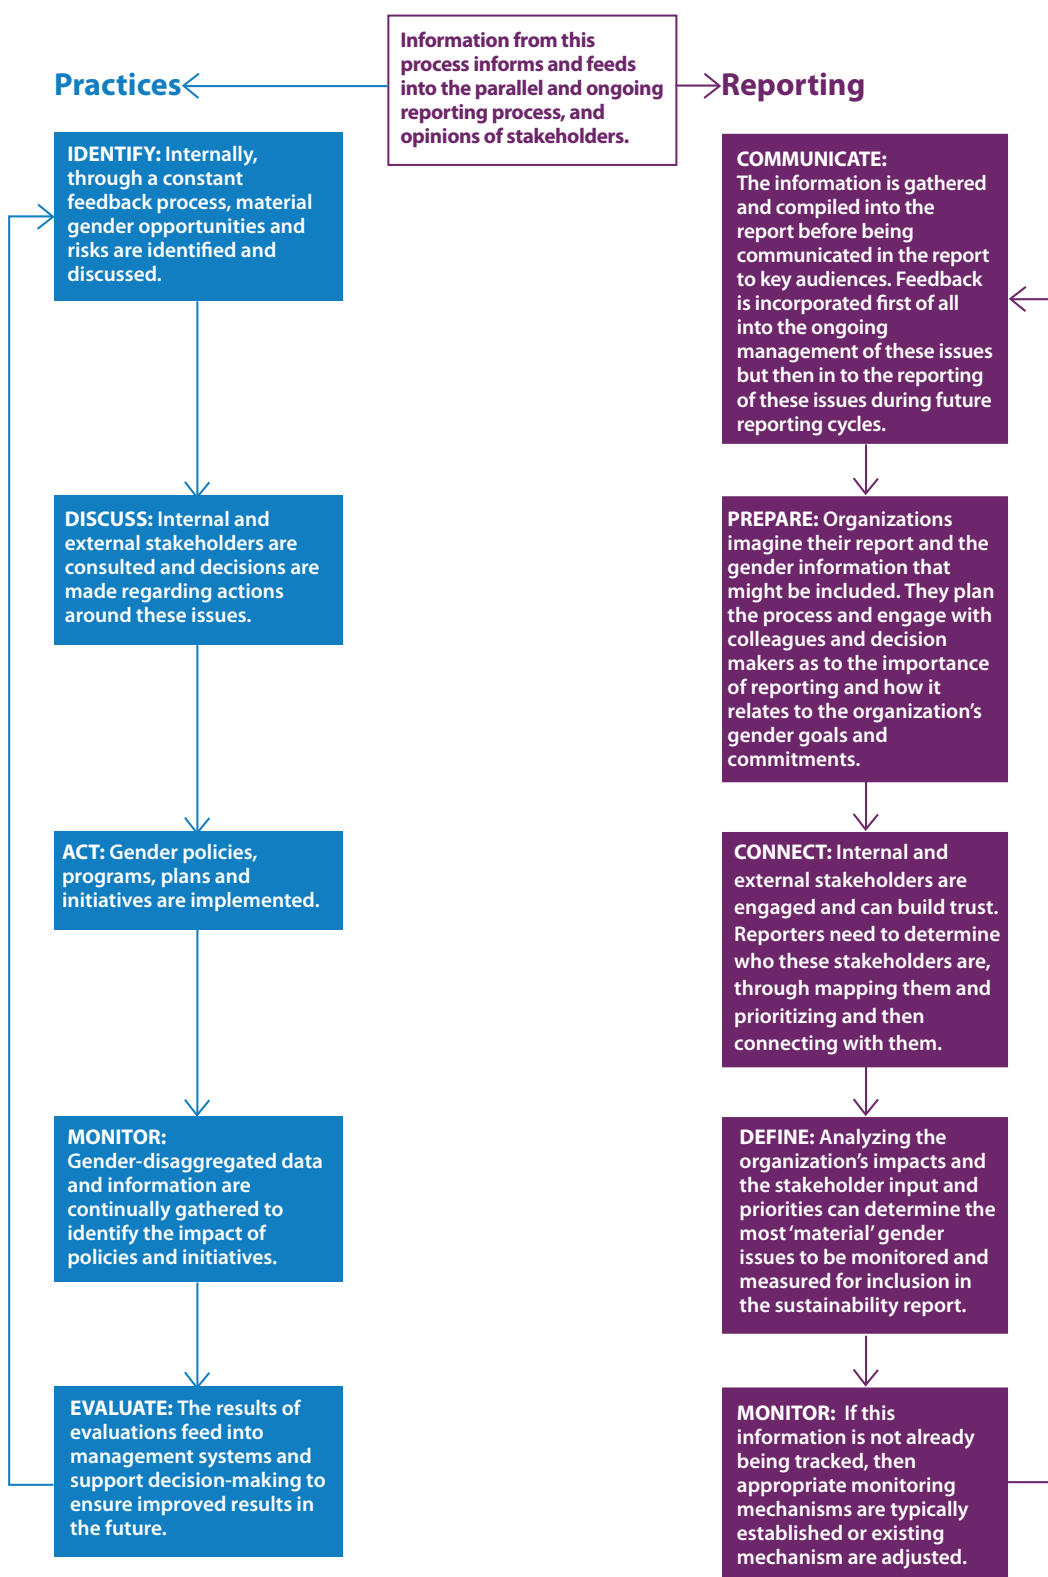 Information from this
process informs and feeds
into the parallel and ongoing
reporting process, and
opinions of stakeholders.
Practices
IDENTIFY: Internally,
through a constant
feedback process, material
gender opportunities and
risks are identified and
discussed.
DISCUSS: Internal and
external stakeholders are
consulted and decisions are
made regarding actions
around these issues.
ACT: Gender policies,
programs, plans and
initiatives are implemented.
MONITOR:
Gender-disaggregated data
and information are
continually gathered to
identify the impact of
policies and initiatives.
EVALUATE: The results of
evaluations feed into
management systems and
support decision-making to
ensure improved results in
the future.
Reporting
COMMUNICATE:
The information is gathered
and compiled into the
report before being
communicated in the report
to key audiences. Feedback
is incorporated first of all
into the ongoing
management of these issues
but then in to the reporting
of these issues during future
reporting cycles.
PREPARE: Organizations
imagine their report and the
gender information that
might be included. They plan
the process and engage with
colleagues and decision
makers as to the importance
of reporting and how it
relates to the organization’s
gender goals and
commitments.
CONNECT: Internal and
external stakeholders are
engaged and can build trust.
Reporters need to determine
who these stakeholders are,
through mapping them and
prioritizing and then
connecting with them.
DEFINE: Analyzing the
organization’s impacts and
the stakeholder input and
priorities can determine the
most ‘material’ gender
issues to be monitored and
measured for inclusion in
the sustainability report.
MONITOR: If this
information is not already
being tracked, then
appropriate monitoring
mechanisms are typically
established or existing
mechanism are adjusted.